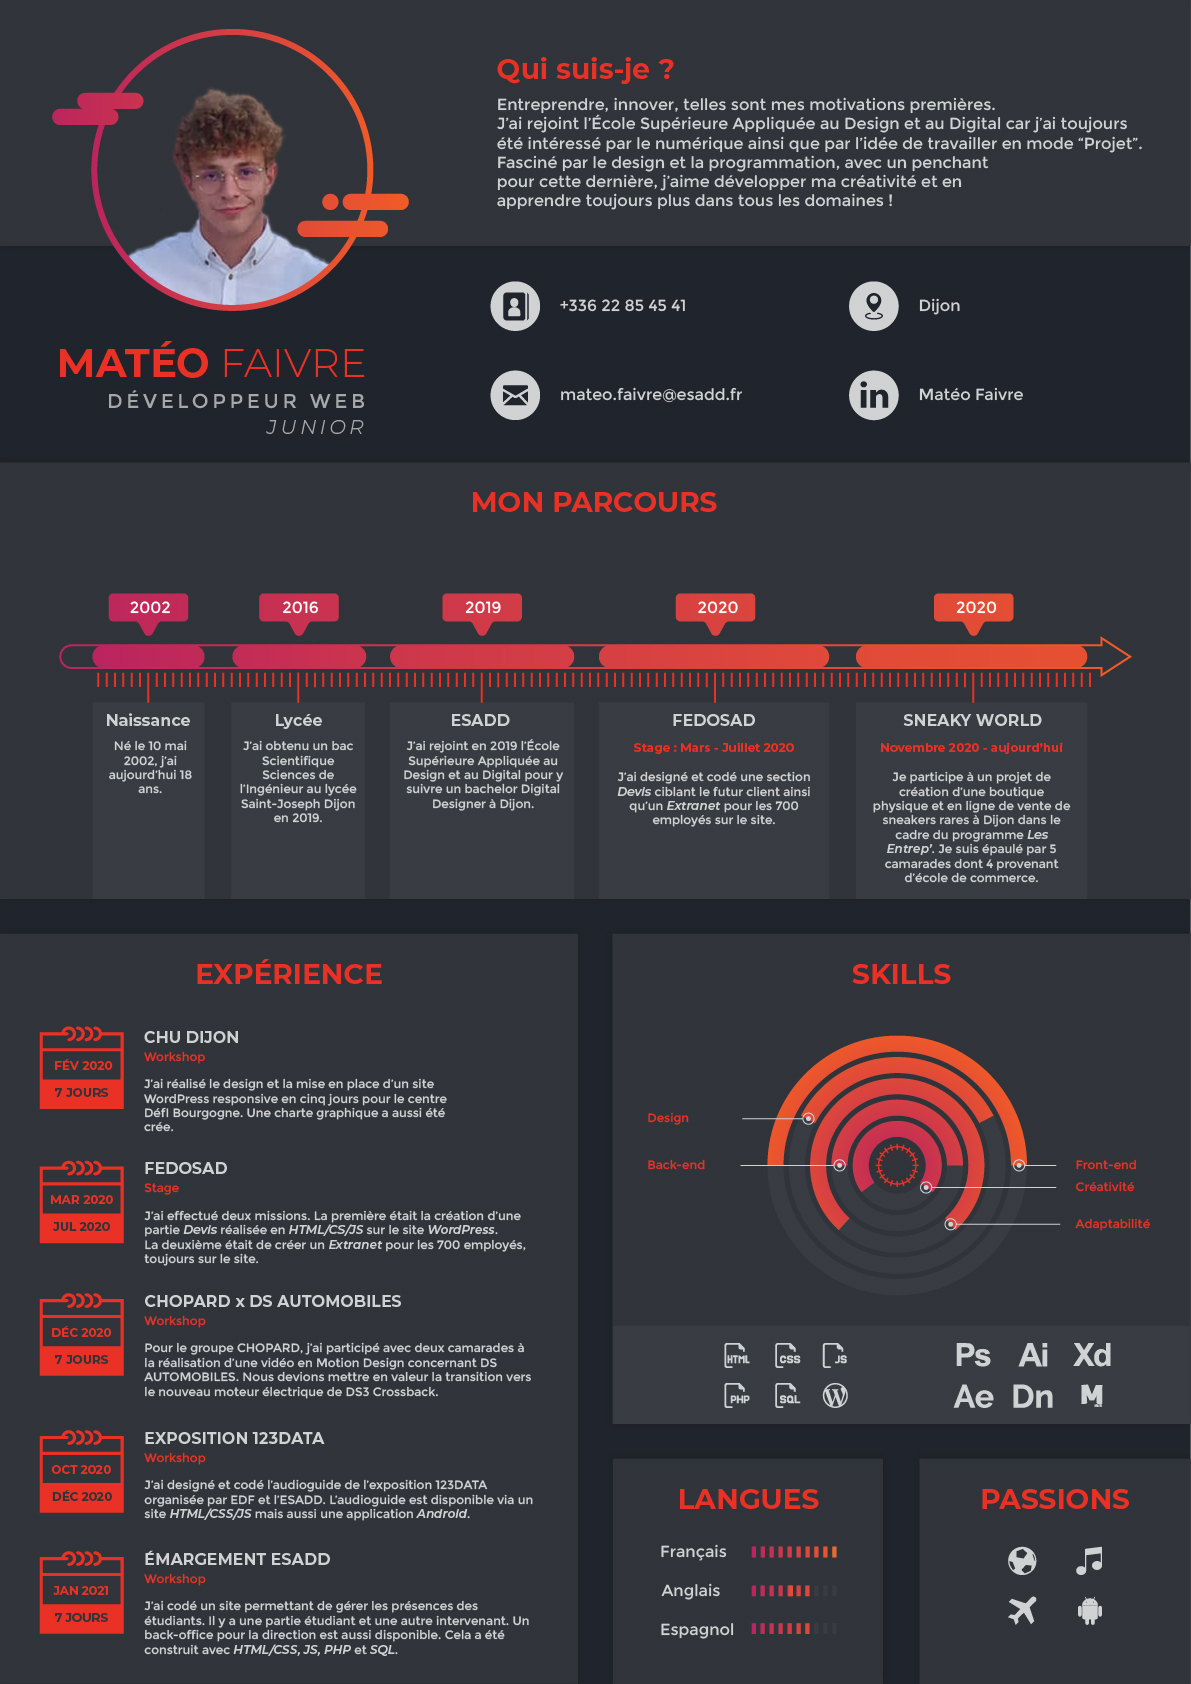 Qui suis-je ?
Entreprendre, innover, telles sont mes motivations premières.
J'ai rejoint l'École Supérieure Appliquée au Design et au Digital car j'ai toujours
été intéressé par le numérique ainsi que par l'idée de travailler en mode “Projet”.
Fasciné par le design et la programmation, avec un penchant
pour cette dernière, j'aime développer ma créativité et en
apprendre toujours plus dans tous les domaines !
MATÉO FAIVRE
DÉVELOPPEUR WEB
JUNIOR
+336 22 85 45 41
Dijon
mateo.faivre@esadd.fr
in
Matéo Faivre
MON PARCOURS
2002
2016
2019
2020
2020
Naissance
Né le 10 mai
2002, j'ai
aujourd'hui 18
ans.
Lycée
J'ai obtenu un bac
Scientifique
Sciences de
l'Ingénieur au lycée
Saint-Joseph Dijon
en 2019.
ESADD
J'ai rejoint en 2019 l'École
Supérieure Appliquée au
Design et au Digital pour y
suivre un bachelor Digital
Designer à Dijon.
FEDOSAD
Stage : Mars - Juillet 2020
J'ai designé et codé une section
Devis ciblant le futur client ainsi
qu'un Extranet pour les 700
employés sur le site.
SNEAKY WORLD
Novembre 2020 - aujourd'hui
Je participe à un projet de
création d'une boutique
physique et en ligne de vente de
sneakers rares à Dijon dans le
cadre du programme Les
Entrep'. Je suis épaulé par 5
camarades dont 4 provenant
d'école de commerce.
EXPÉRIENCE
FÉV 2020
7 JOURS
CHU DIJON
Workshop
J'ai réalisé le design et la mise en place d'un site
WordPress responsive en cinq jours pour le centre
Défi Bourgogne. Une charte graphique a aussi été
crée.
MAR 2020
JUL 2020
FEDOSAD
Stage
J'ai effectué deux missions. La première était la création d'une
partie Devis réalisée en HTML/CS/JS sur le site WordPress.
La deuxième était de créer un Extranet pour les 700 employés,
toujours sur le site.
DÉC 2020
7 JOURS
CHOPARD x DS AUTOMOBILES
Workshop
Pour le groupe CHOPARD, j'ai participé avec deux camarades à
la réalisation d'une vidéo en Motion Design concernant DS
AUTOMOBILES. Nous devions mettre en valeur la transition vers
le nouveau moteur électrique de DS3 Crossback.
OCT 2020
DÉC 2020
EXPOSITION 123DATA
Workshop
J'ai designé et codé l'audioguide de l'exposition 123DATA
organisée par EDF et l'ESADD. L'audioguide est disponible via un
site HTML/CSS/JS mais aussi une application Android.
JAN 2021
7 JOURS
ÉMARGEMENT ESADD
Workshop
J'ai codé un site permettant de gérer les présences des
étudiants. Il y a une partie étudiant et une autre intervenant. Un
back-office pour la direction est aussi disponible. Cela a été
construit avec HTML/CSS, JS, PHP et SQL.
SKILLS
Design
Back-end
Front-end
Créativité
Adaptabilité
HTML CSS JS
PHP SQL W
Ps Ai Xd
Ae Dn M
LANGUES
Français
Anglais
Espagnol
PASSIONS